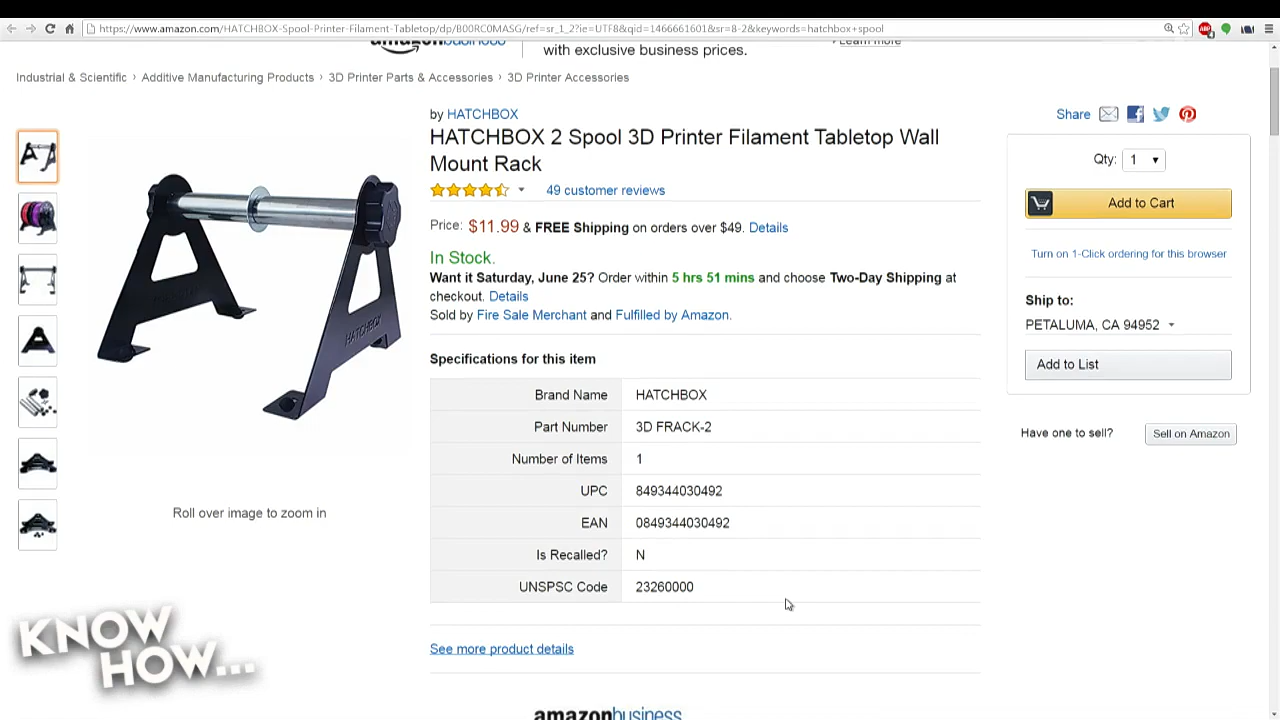 https://www.amazon.com/HATCHBOX-Spool-Printer-Filament-Tabletop/dp/B00RC0MASG/ref=sr_1_2?ie=UTF8&qid=1466661601&sr=8-2&keywords=hatchbox+spool
amazonbusiness
with exclusive business prices.
Learn more
Industrial & Scientific › Additive Manufacturing Products › 3D Printer Parts & Accessories › 3D Printer Accessories
by HATCHBOX
HATCHBOX 2 Spool 3D Printer Filament Tabletop Wall
Mount Rack
49 customer reviews
Price: $11.99 & FREE Shipping on orders over $49. Details
In Stock.
Want it Saturday, June 25? Order within 5 hrs 51 mins and choose Two-Day Shipping at
checkout. Details
Sold by Fire Sale Merchant and Fulfilled by Amazon.
Specifications for this item
Brand Name HATCHBOX
Part Number 3D FRACK-2
Number of Items 1
UPC 849344030492
EAN 0849344030492
Is Recalled? N
UNSPSC Code 23260000
See more product details
amazonbusiness
HATCHBOX
Roll over image to zoom in
Share
Qty: 1
Add to Cart
Turn on 1-Click ordering for this browser
Ship to:
PETALUMA, CA 94952
Add to List
Have one to sell? Sell on Amazon
KNOW
HOW...